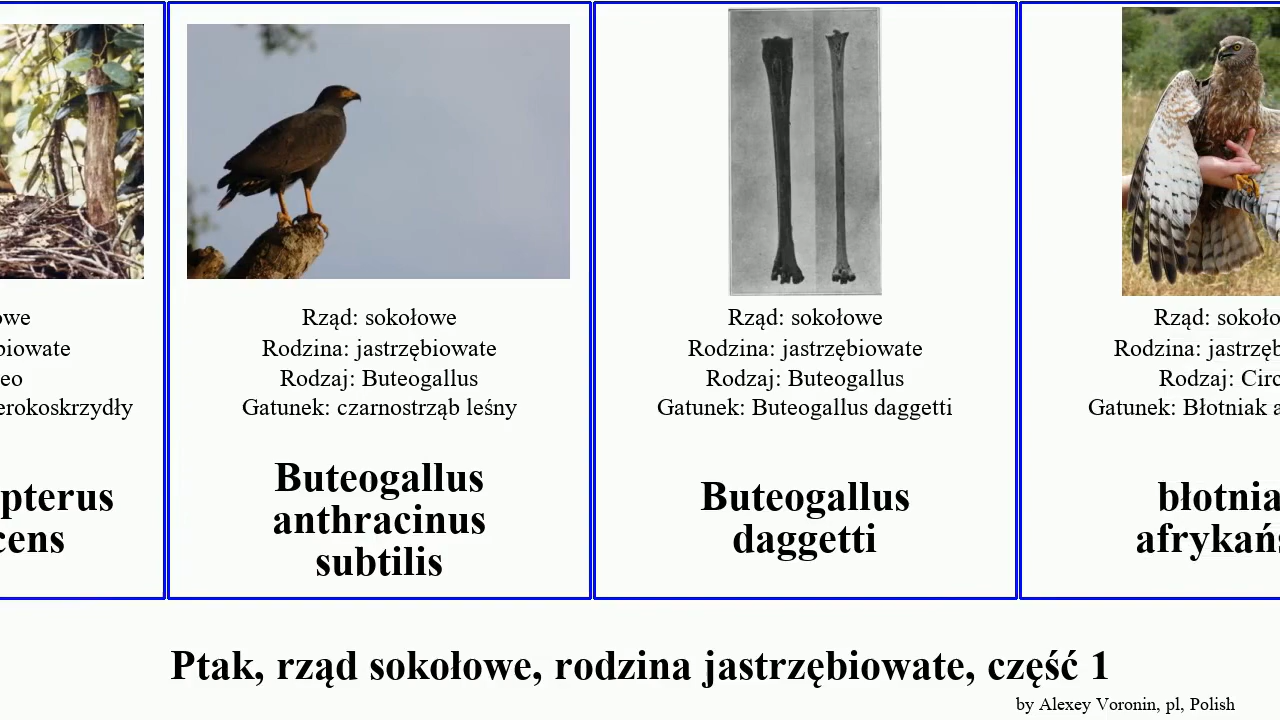 owe
biowate
eo
erokoskrzydły
pterus
cens
Rząd: sokołowe
Rodzina: jastrzębiowate
Rodzaj: Buteogallus
Gatunek: czarnostrząb leśny
Buteogallus
anthracinus
subtilis
Rząd: sokołowe
Rodzina: jastrzębiowate
Rodzaj: Buteogallus
Gatunek: Buteogallus daggetti
Buteogallus
daggetti
Rząd: soko
Rodzina: jastrzęb
Rodzaj: Circ
Gatunek: Błotniak a
błotnia
afrykańs
Ptak, rząd sokołowe, rodzina jastrzębiowate, część 1
by Alexey Voronin, pl, Polish